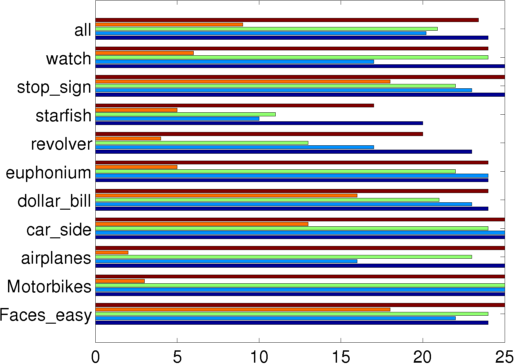 all
watch
stop_sign
starfish
revolver
euphonium
dollar_bill
car_side
airplanes
Motorbikes
Faces_easy
0 5 10 15 20 25